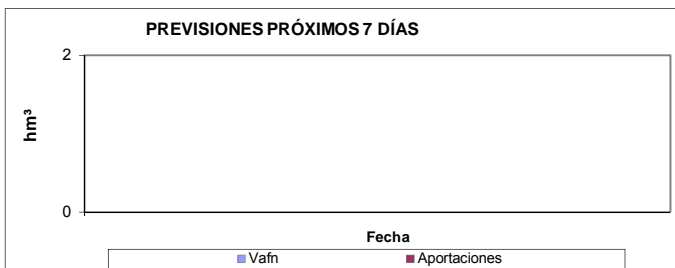 PREVISIONES PRÓXIMOS 7 DÍAS
2
hm³
0
Fecha
Vafn Aportaciones